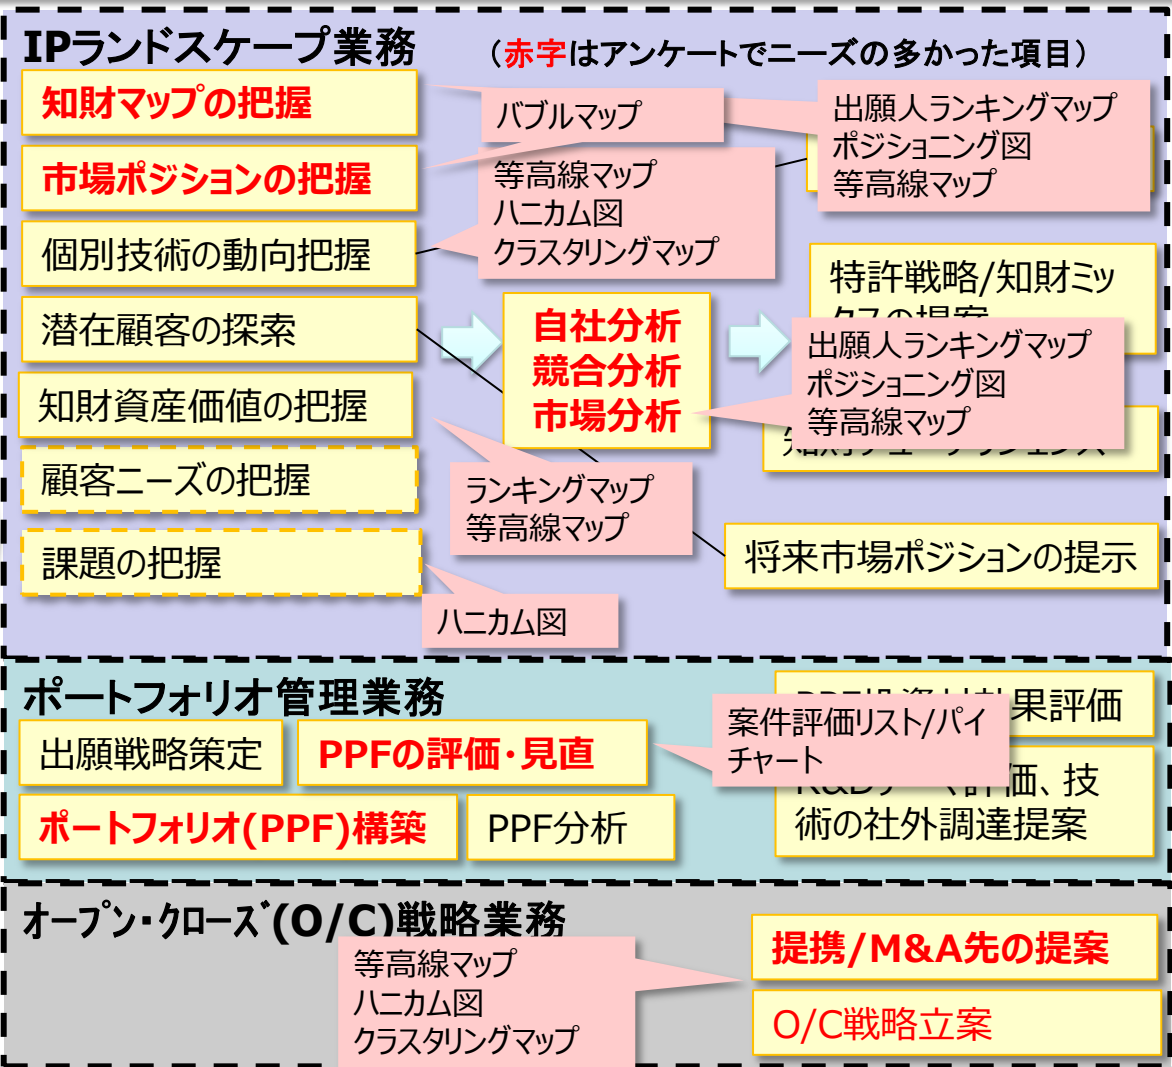 IPランドスケープ業務
（赤字はアンケートでニーズの多かった項目）
知財マップの把握
市場ポジションの把握
個別技術の動向把握
潜在顧客の探索
知財資産価値の把握
顧客ニーズの把握
課題の把握
バブルマップ
等高線マップ
ハニカム図
クラスタリングマップ
出願人ランキングマップ
ポジショニング図
等高線マップ
自社分析
競合分析
市場分析
特許戦略/知財ミッ
の提案
出願人ランキングマップ
ポジショニング図
等高線マップ
ランキングマップ
等高線マップ
ハニカム図
将来市場ポジションの提示
ポートフォリオ管理業務
出願戦略策定
PPFの評価・見直
ポートフォリオ(PPF)構築
PPF分析
案件評価リスト/パイ
チャート
果評価
評価、技
術の社外調達提案
オープン・クローズ(O/C)戦略業務
等高線マップ
ハニカム図
クラスタリングマップ
提携/M&A先の提案
O/C戦略立案